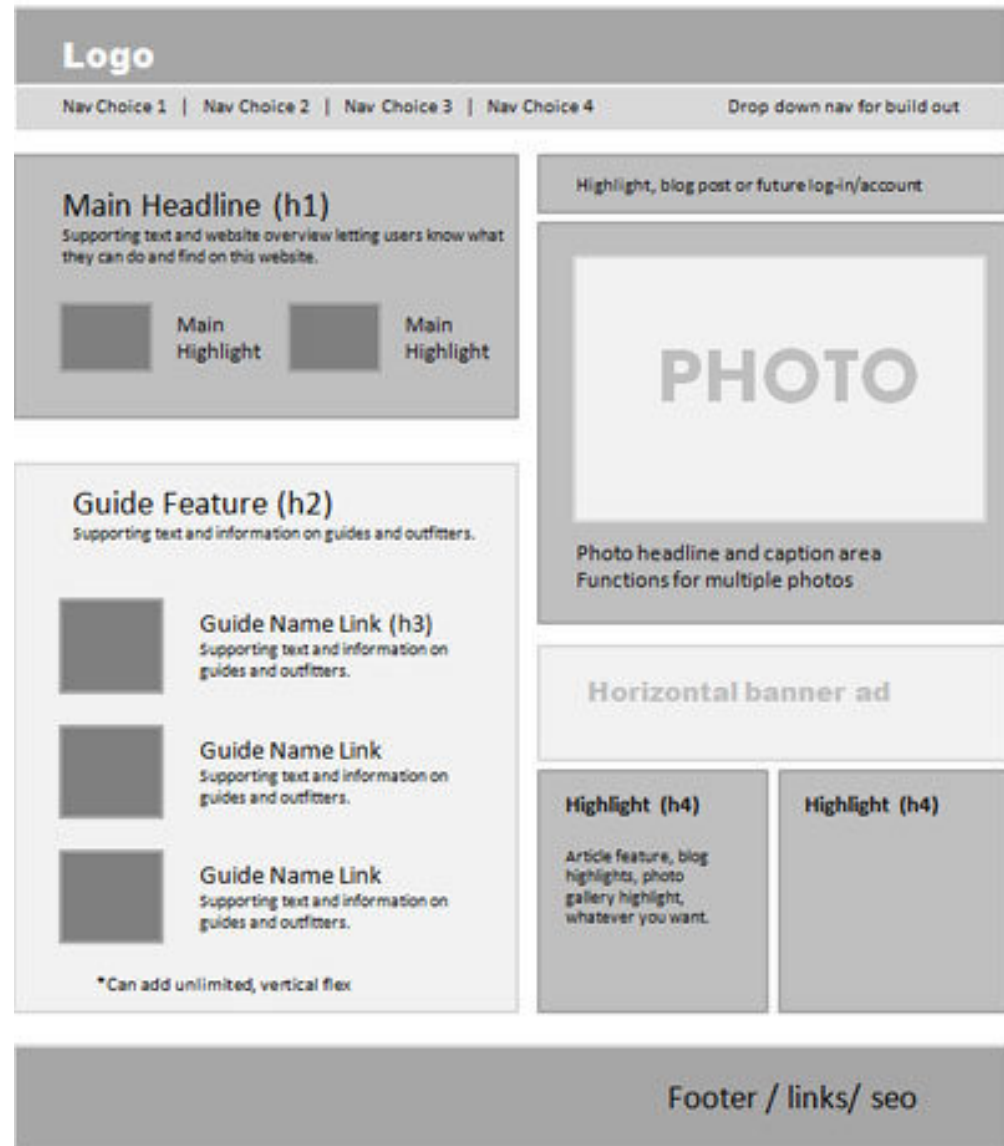 Logo
Nav Choice 1 | Nav Choice 2 | Nav Choice 3 | Nav Choice 4
Drop down nav for build out
Main Headline (h1)
Supporting text and website overview letting users know what
they can do and find on this website.
Main
Highlight
Main
Highlight
Guide Feature (h2)
Supporting text and information on guides and outfitters.
Guide Name Link (h3)
Supporting text and information on
guides and outfitters.
Guide Name Link
Supporting text and information on
guides and outfitters.
Guide Name Link
Supporting text and information on
guides and outfitters.
*Can add unlimited, vertical flex
Highlight, blog post or future log-in/account
PHOTO
Photo headline and caption area
Functions for multiple photos
Horizontal banner ad
Highlight (h4)
Article feature, blog
highlights, photo
gallery highlight,
whatever you want.
Highlight (h4)
Footer / links/ seo